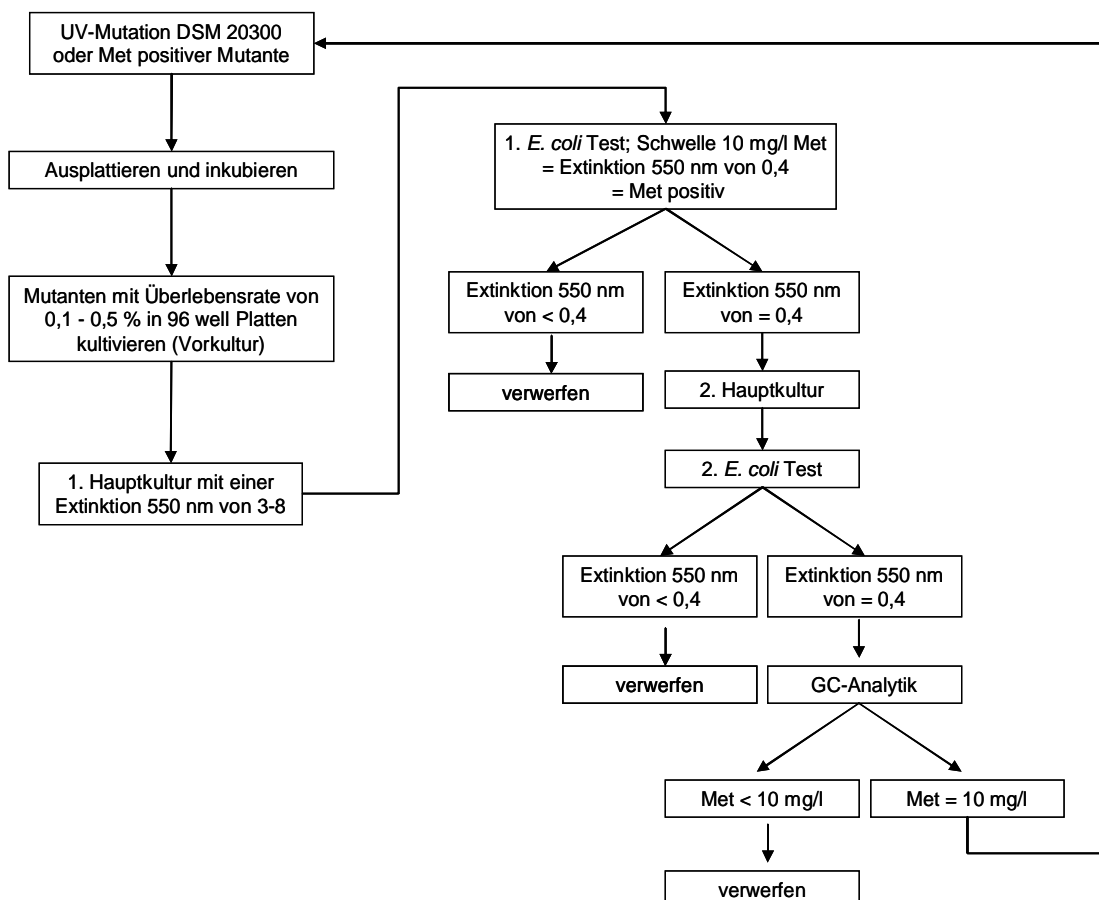 UV-Mutation DSM 20300
oder Met positiver Mutante
Ausplattieren und inkubieren
Mutanten mit Überlebensrate von
0,1 - 0,5 % in 96 well Platten
kultivieren (Vorkultur)
1. Hauptkultur mit einer
Extinktion 550 nm von 3-8
1. E. coli Test; Schwelle 10 mg/l Met
= Extinktion 550 nm von 0,4
= Met positiv
Extinktion 550 nm
von < 0,4
Extinktion 550 nm
von = 0,4
verwerfen
2. Hauptkultur
2. E. coli Test
Extinktion 550 nm
von < 0,4
Extinktion 550 nm
von = 0,4
verwerfen
GC-Analytik
Met < 10 mg/l
Met = 10 mg/l
verwerfen